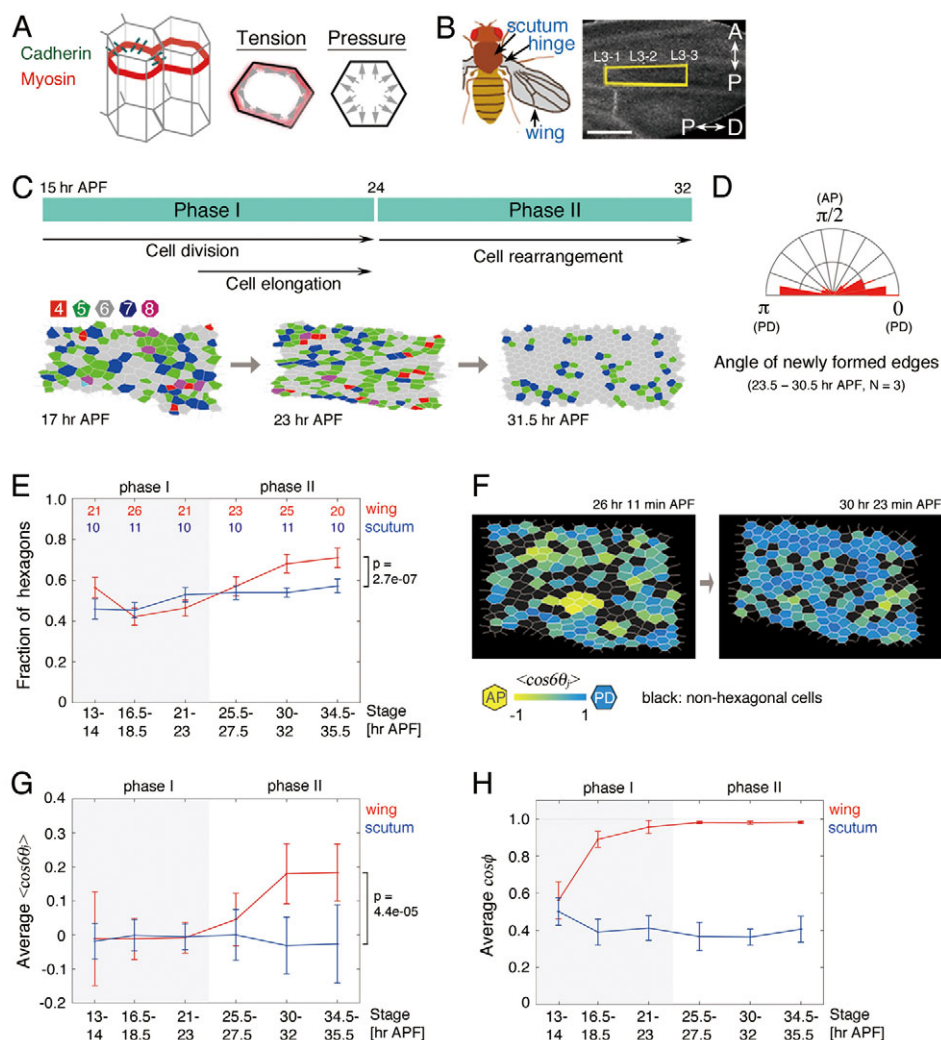 A
Cadherin
Myosin
Tension
Pressure
B
scutum
hinge
wing
L3-1 L3-2 L3-3
A
P
P D
C
15 hr APF 24 32
Phase I Phase II
Cell division
Cell rearrangement
Cell elongation
4 5 6 7 8
17 hr APF
23 hr APF
31.5 hr APF
D
(AP)
π/2
π 0
(PD) (PD)
Angle of newly formed edges
(23.5 – 30.5 hr APF, N = 3)
E
phase I phase II
Fraction of hexagons
1.0
0.8
0.6
0.4
0.2
0
21 26 21 23 25 20 wing
10 11 10 10 11 10 scutum
p =
2.7e-07
13- 16.5- 21- 25.5- 30- 34.5- Stage
14 18.5 23 27.5 32 35.5 [hr APF]
F
26 hr 11 min APF
30 hr 23 min APF
<cos6θj>
AP PD
-1 1
black: non-hexagonal cells
G
phase I phase II
wing
scutum
Average <cos6θj>
0.4
0.3
0.2
0.1
0
-0.1
-0.2
p =
4.4e-05
13- 16.5- 21- 25.5- 30- 34.5- Stage
14 18.5 23 27.5 32 35.5 [hr APF]
H
phase I phase II
wing
scutum
Average cosϕ
1.0
0.8
0.6
0.4
0.2
0
13- 16.5- 21- 25.5- 30- 34.5- Stage
14 18.5 23 27.5 32 35.5 [hr APF]